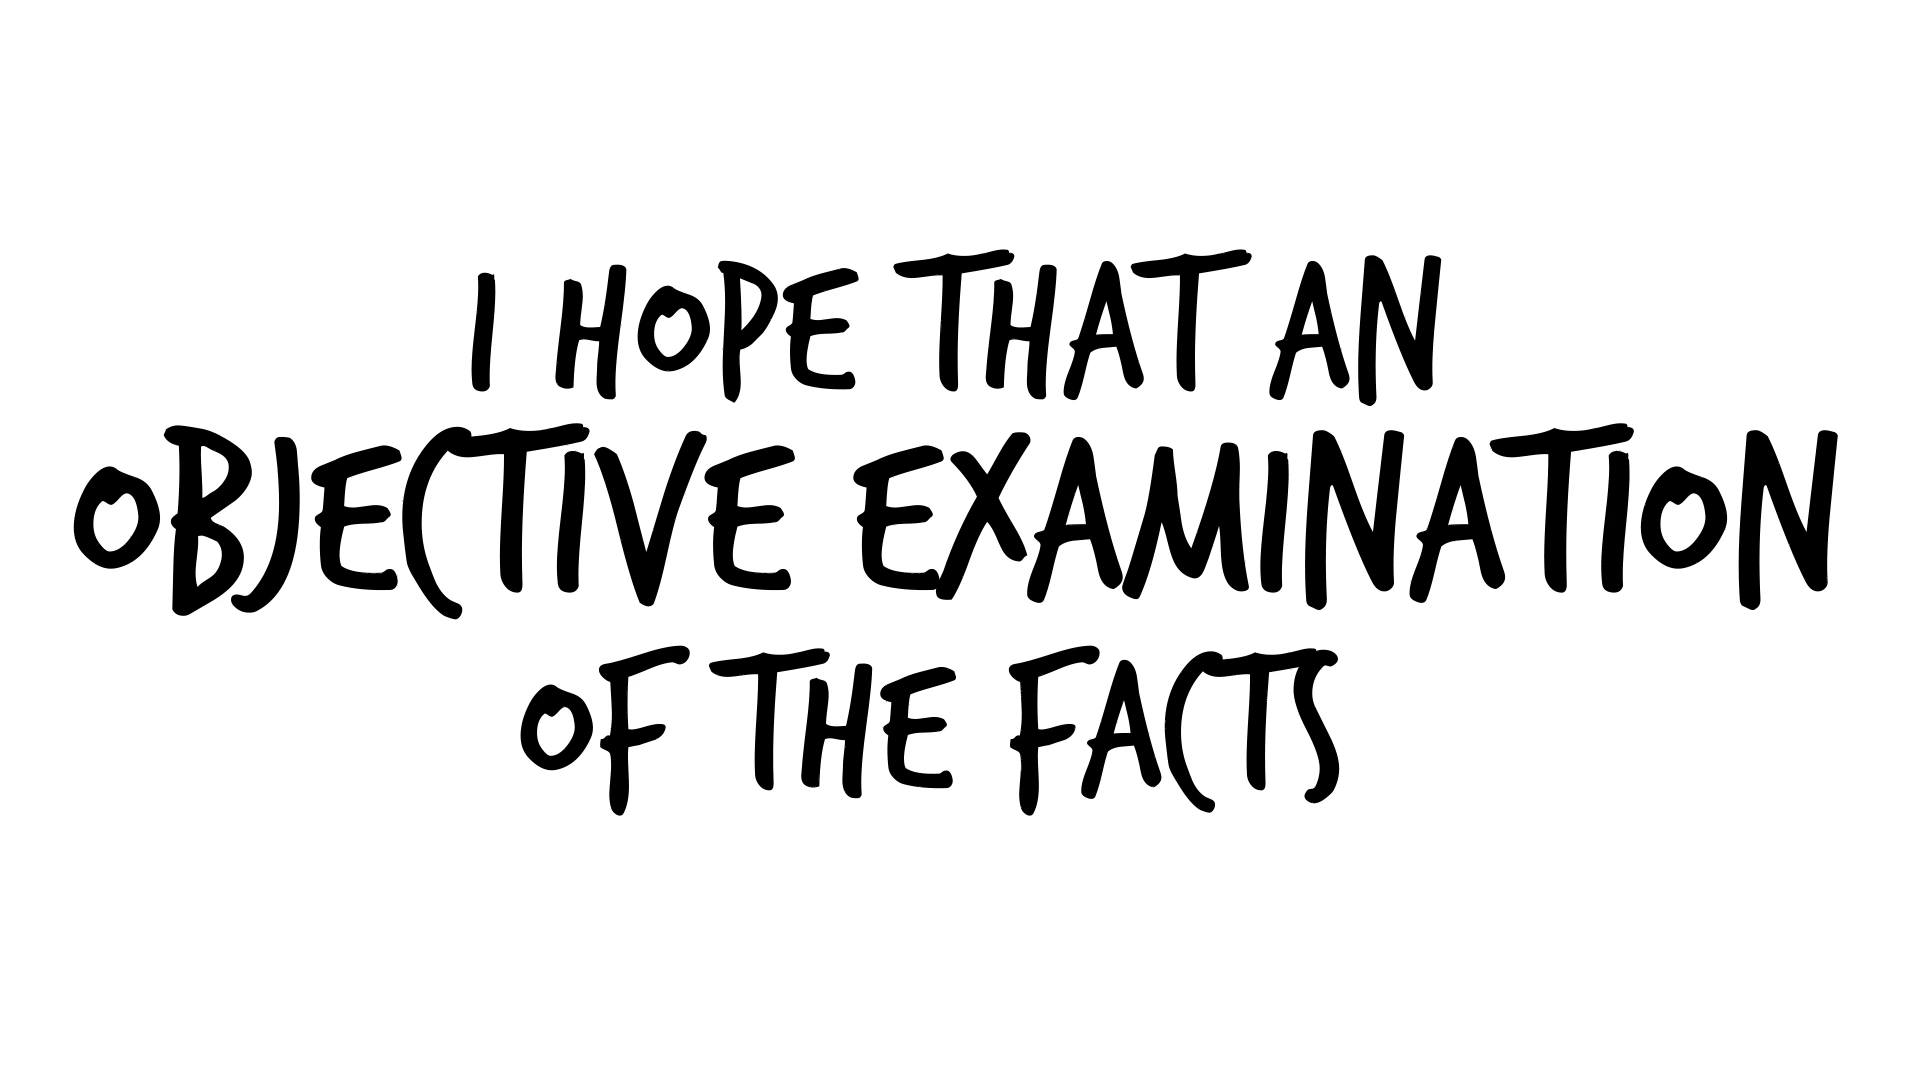 I HOPE THAT AN
OBJECTIVE EXAMINATION
OF THE FACTS